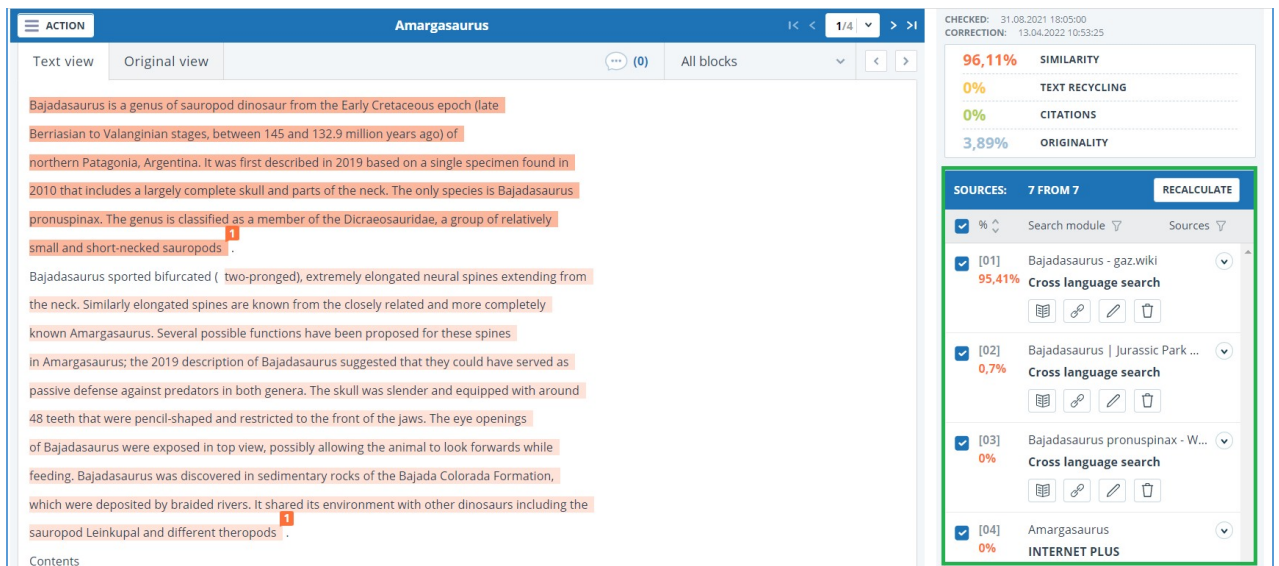 ACTION
Amargasaurus
1/4
Text view
Original view
(0)
All blocks
Bajadasaurus is a genus of sauropod dinosaur from the Early Cretaceous epoch (late
Berriasian to Valanginian stages, between 145 and 132.9 million years ago) of
northern Patagonia, Argentina. It was first described in 2019 based on a single specimen found in
2010 that includes a largely complete skull and parts of the neck. The only species is Bajadasaurus
pronuspinax. The genus is classified as a member of the Dicraeosauridae, a group of relatively
1
small and short-necked sauropods .
Bajadasaurus sported bifurcated ( two-pronged), extremely elongated neural spines extending from
the neck. Similarly elongated spines are known from the closely related and more completely
known Amargasaurus. Several possible functions have been proposed for these spines
in Amargasaurus; the 2019 description of Bajadasaurus suggested that they could have served as
passive defense against predators in both genera. The skull was slender and equipped with around
48 teeth that were pencil-shaped and restricted to the front of the jaws. The eye openings
of Bajadasaurus were exposed in top view, possibly allowing the animal to look forwards while
feeding. Bajadasaurus was discovered in sedimentary rocks of the Bajada Colorada Formation,
which were deposited by braided rivers. It shared its environment with other dinosaurs including the
1
sauropod Leinkupal and different theropods .
Contents
CHECKED: 31.08.2021 18:05:00
CORRECTION: 13.04.2022 10:53:25
96,11% SIMILARITY
0% TEXT RECYCLING
0% CITATIONS
3,89% ORIGINALITY
SOURCES: 7 FROM 7 RECALCULATE
% Search module Sources
[01] Bajadasaurus - gaz.wiki
95,41% Cross language search
[02] Bajadasaurus | Jurassic Park ...
0,7% Cross language search
[03] Bajadasaurus pronuspinax - W...
0% Cross language search
[04] Amargasaurus
0% INTERNET PLUS